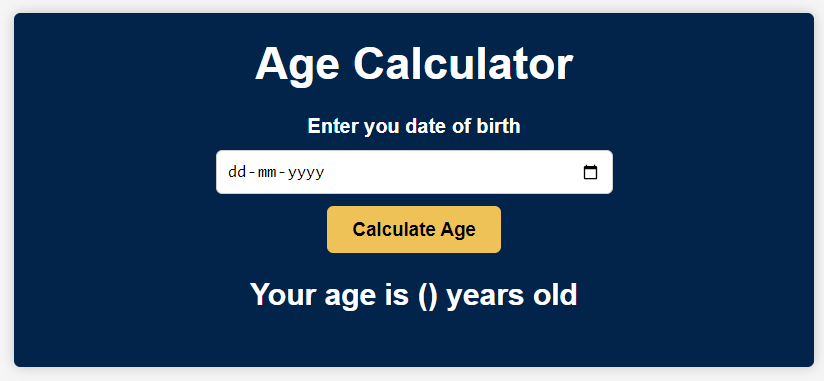 Age Calculator
Enter you date of birth
dd-mm-yyyy
Calculate Age
Your age is () years old